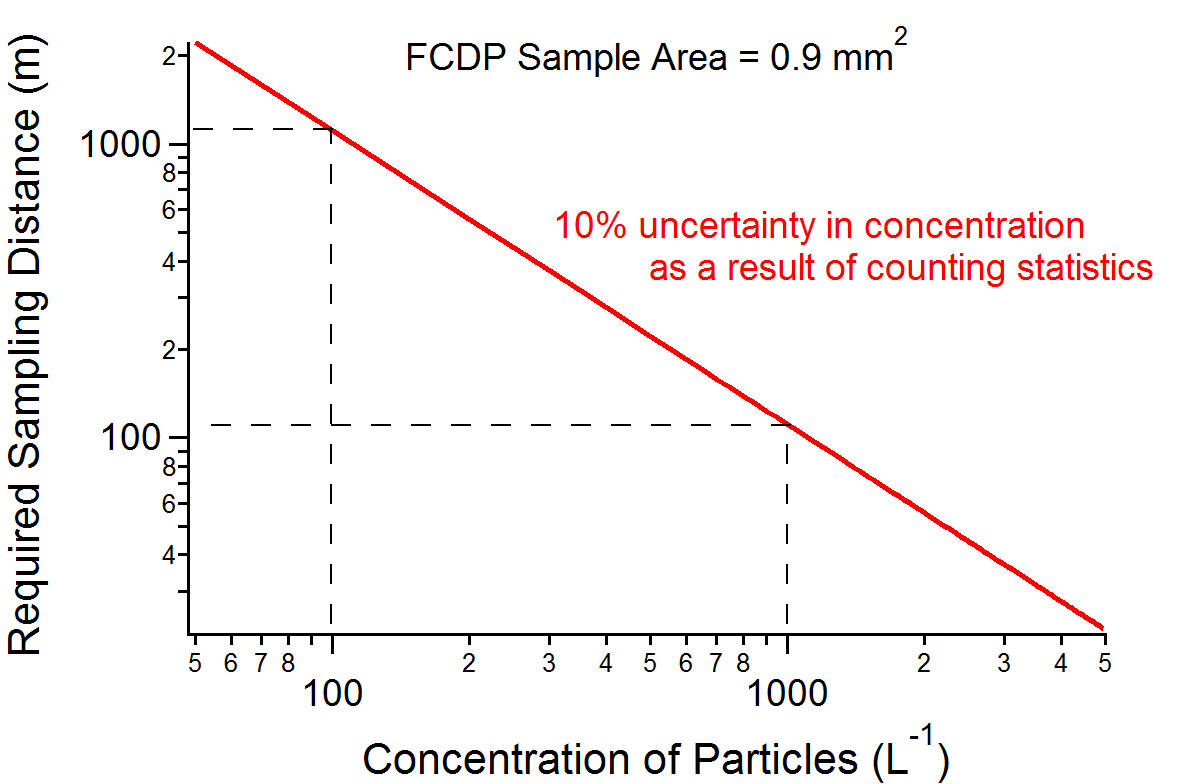 FCDP Sample Area = 0.9 mm2
10% uncertainty in concentration
as a result of counting statistics
Required Sampling Distance (m)
2
1000
8
6
4
2
100
8
6
4
5 6 7 8 2 3 4 5 6 7 8 2 3 4 5
100 1000
Concentration of Particles (L-1)